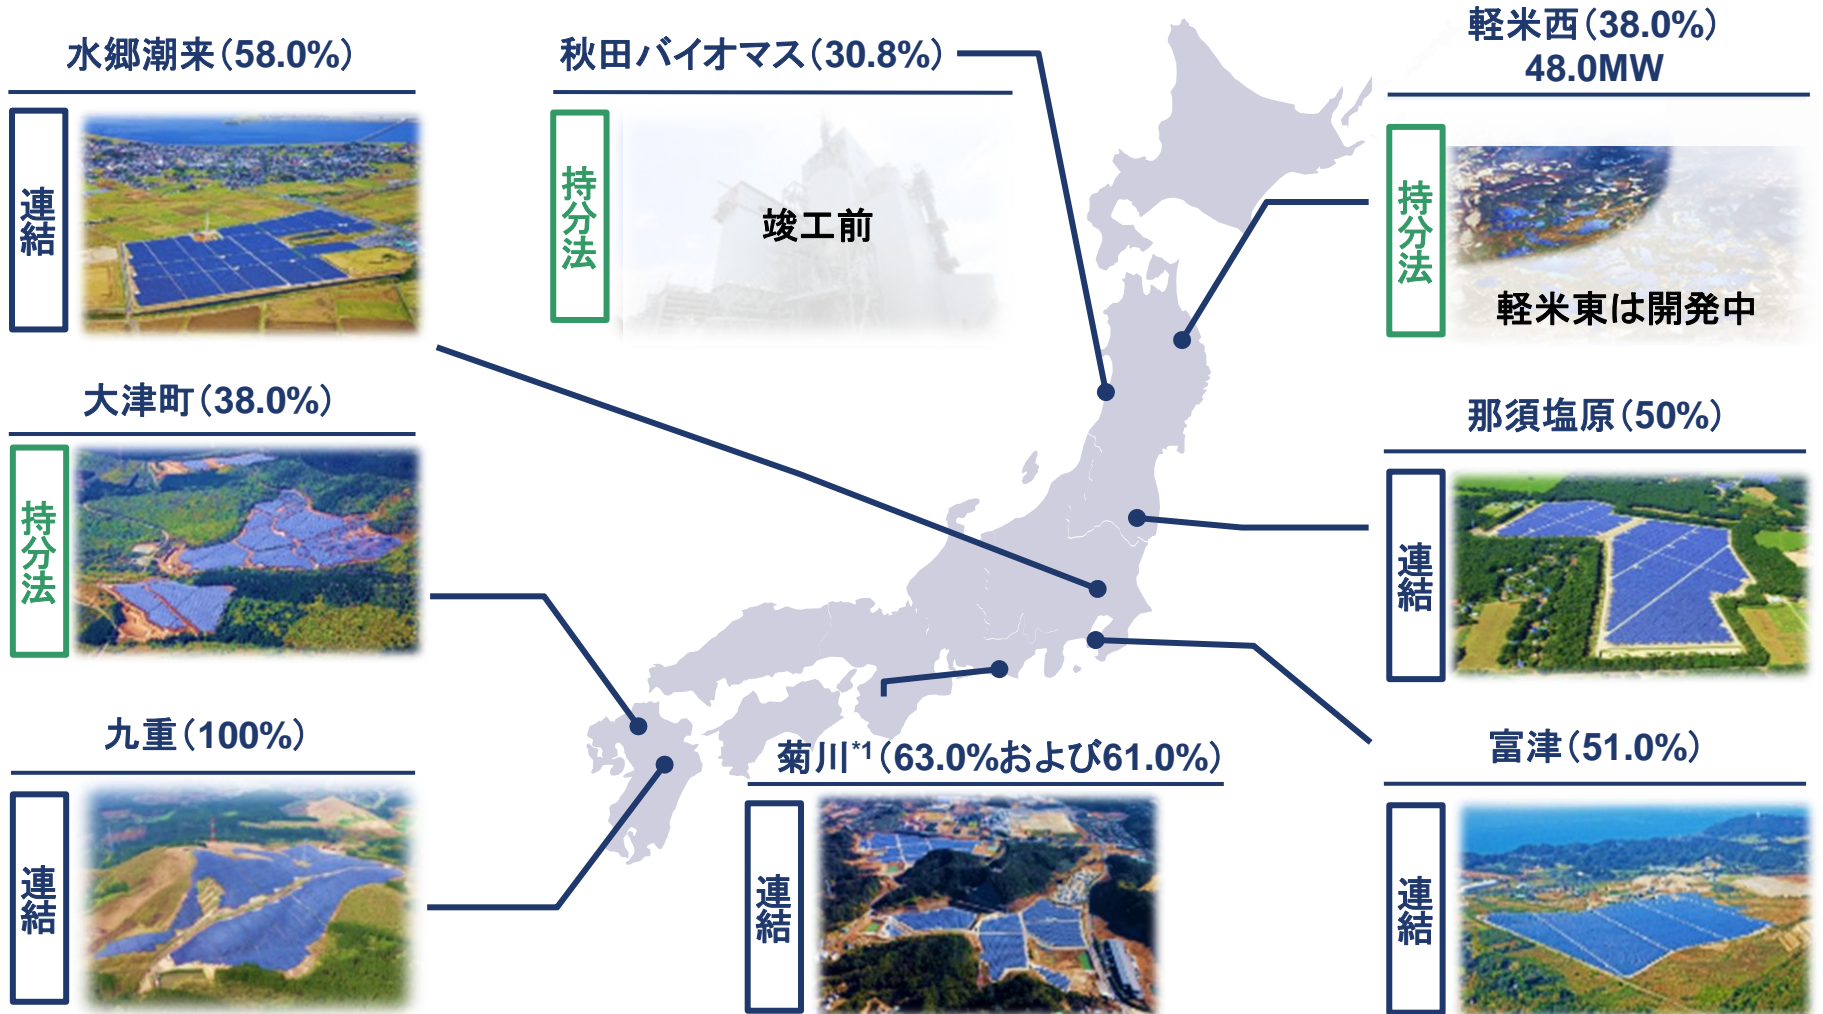 水郷潮来（58.0%）
連結
秋田バイオマス（30.8%）
持分法
竣工前
軽米西（38.0%）
48.0MW
持分法
軽米東は開発中
大津町（38.0%）
持分法
那須塩原（50%）
連結
九重（100%）
連結
菊川*1（63.0%および61.0%）
連結
富津（51.0%）
連結